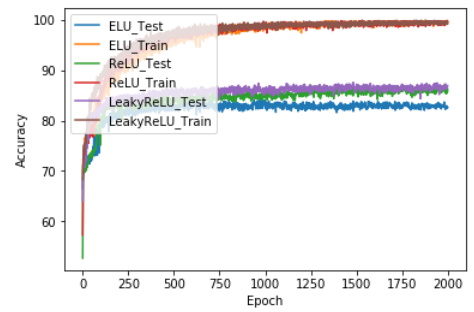 100
90
80
70
60
Accuracy
ELU_Test
ELU_Train
ReLU_Test
ReLU_Train
LeakyReLU_Test
LeakyReLU_Train
0
250
500
750
1000
1250
1500
1750
2000
Epoch